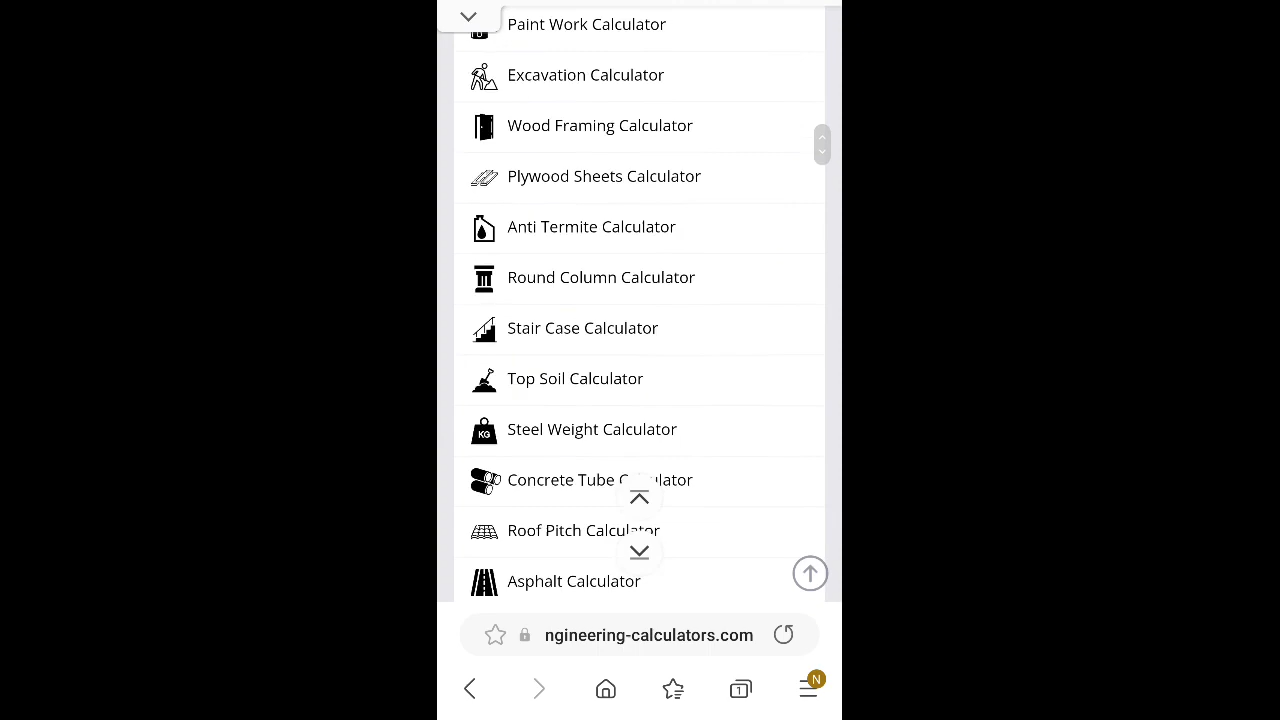 Paint Work Calculator
Excavation Calculator
Wood Framing Calculator
Plywood Sheets Calculator
Anti Termite Calculator
Round Column Calculator
Stair Case Calculator
Top Soil Calculator
KG
Steel Weight Calculator
Concrete Tube Calculator
Roof Pitch Calculator
Asphalt Calculator
ngineering-calculators.com
1
N